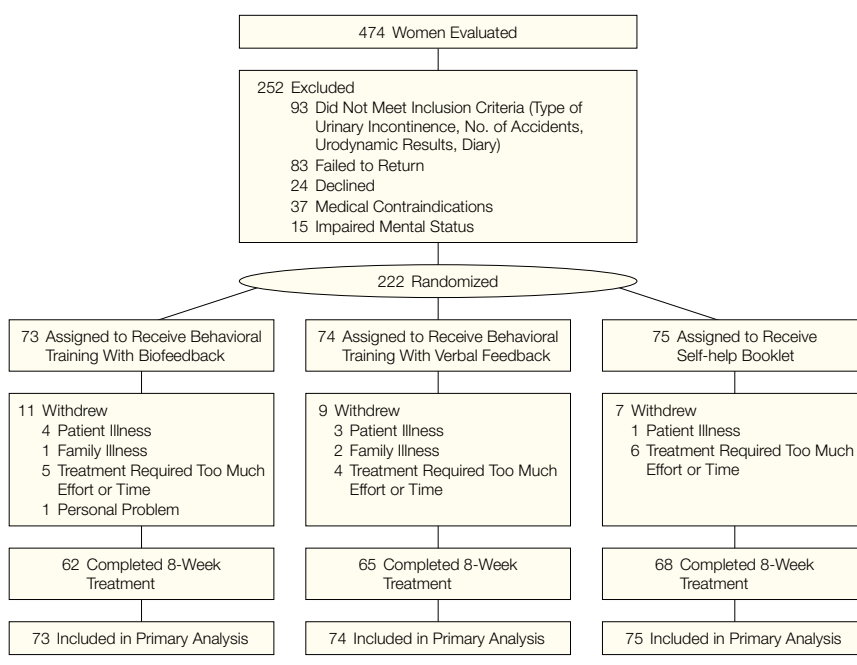 474 Women Evaluated
252 Excluded
93 Did Not Meet Inclusion Criteria (Type of
Urinary Incontinence, No. of Accidents,
Urodynamic Results, Diary)
83 Failed to Return
24 Declined
37 Medical Contraindications
15 Impaired Mental Status
222 Randomized
73 Assigned to Receive Behavioral
Training With Biofeedback
74 Assigned to Receive Behavioral
Training With Verbal Feedback
75 Assigned to Receive
Self-help Booklet
11 Withdrew
4 Patient Illness
1 Family Illness
5 Treatment Required Too Much
Effort or Time
1 Personal Problem
9 Withdrew
3 Patient Illness
2 Family Illness
4 Treatment Required Too Much
Effort or Time
7 Withdrew
1 Patient Illness
6 Treatment Required Too Much
Effort or Time
62 Completed 8-Week
Treatment
65 Completed 8-Week
Treatment
68 Completed 8-Week
Treatment
73 Included in Primary Analysis
74 Included in Primary Analysis
75 Included in Primary Analysis